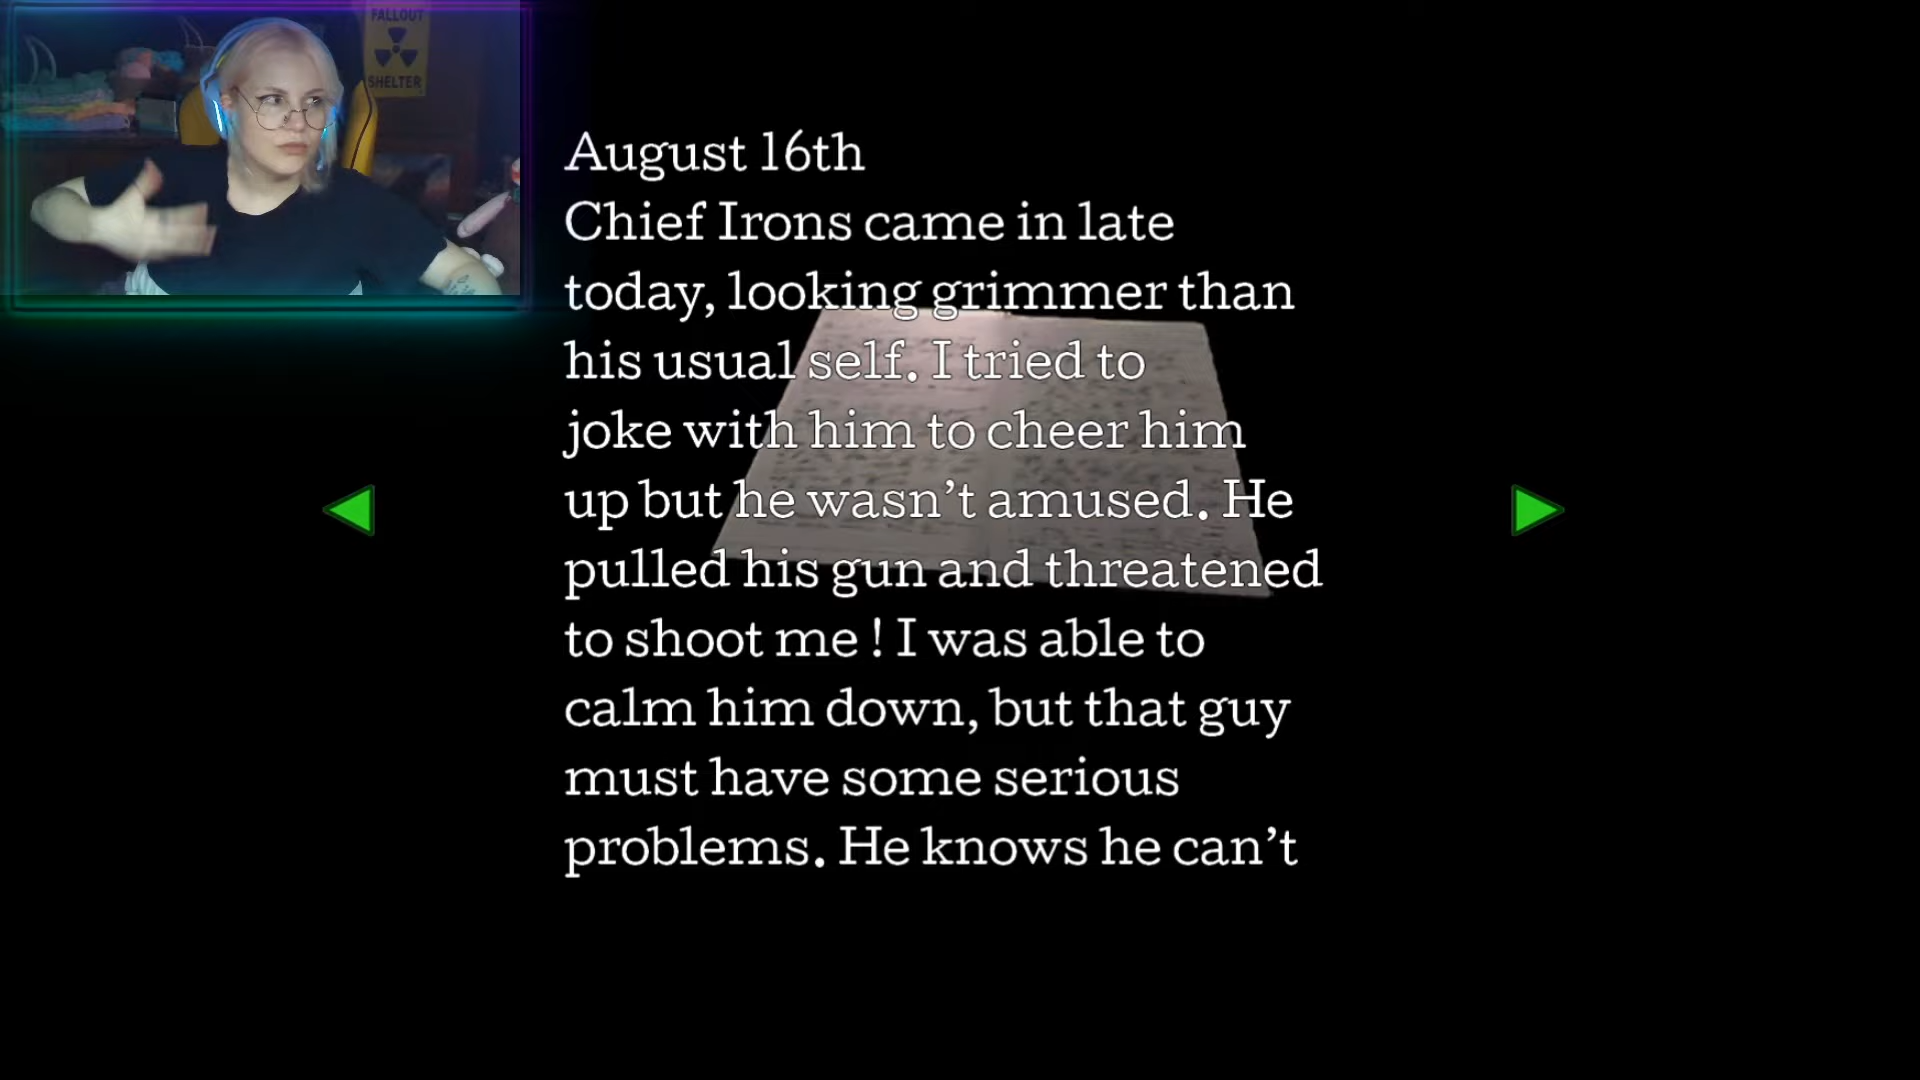 FALLOUT
SHELTER
August 16th
Chief Irons came in late
today, looking grimmer than
his usual self. I tried to
joke with him to cheer him
up but he wasn't amused. He
pulled his gun and threatened
to shoot me ! I was able to
calm him down, but that guy
must have some serious
problems. He knows he can't